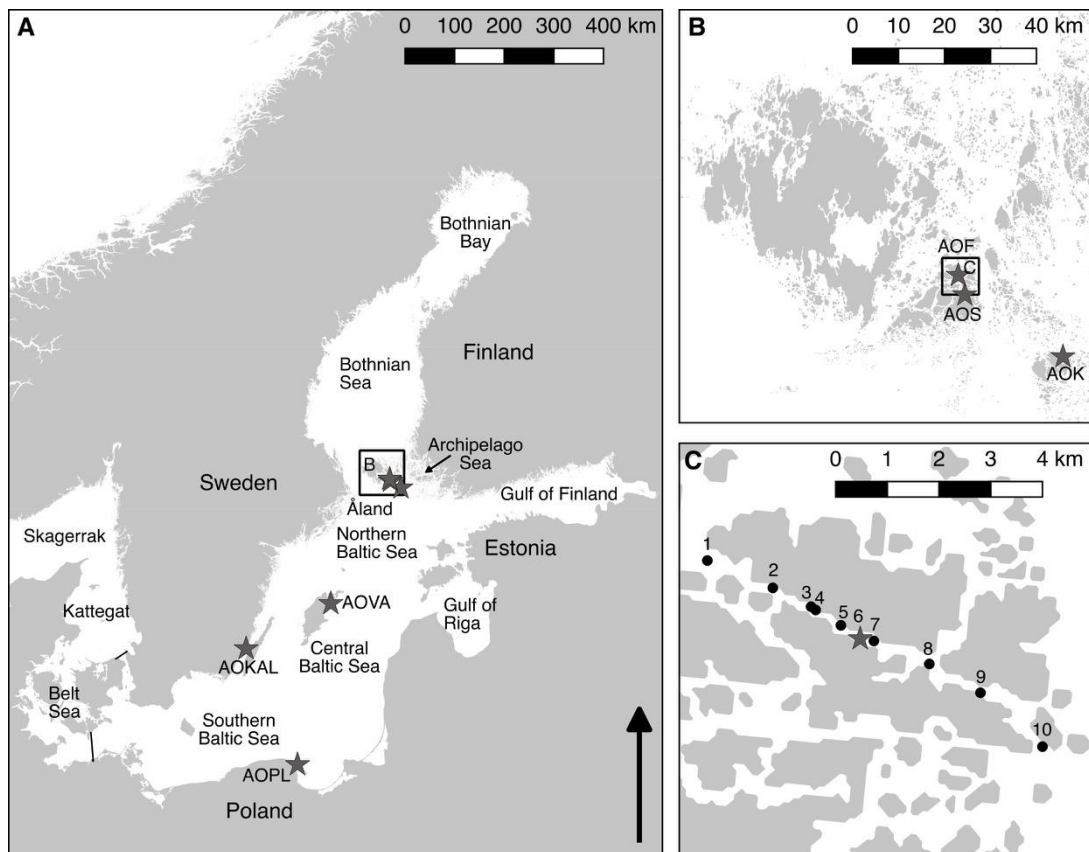 A
0 100 200 300 400 km
Bothnian
Bay
Bothnian
Sea
Finland
Archipelago
Sea
B
Sweden
Åland
Gulf of Finland
Skagerrak
Northern
Baltic Sea
Estonia
Kattegat
AOVA
Gulf of
Riga
Central
Baltic Sea
AOKAL
Belt
Sea
Southern
Baltic Sea
AOPL
Poland
B
0 10 20 30 40 km
AOF
C
AOS
AOK
C
0 1 2 3 4 km
1
2
3 4
5 6 7
8
9
10